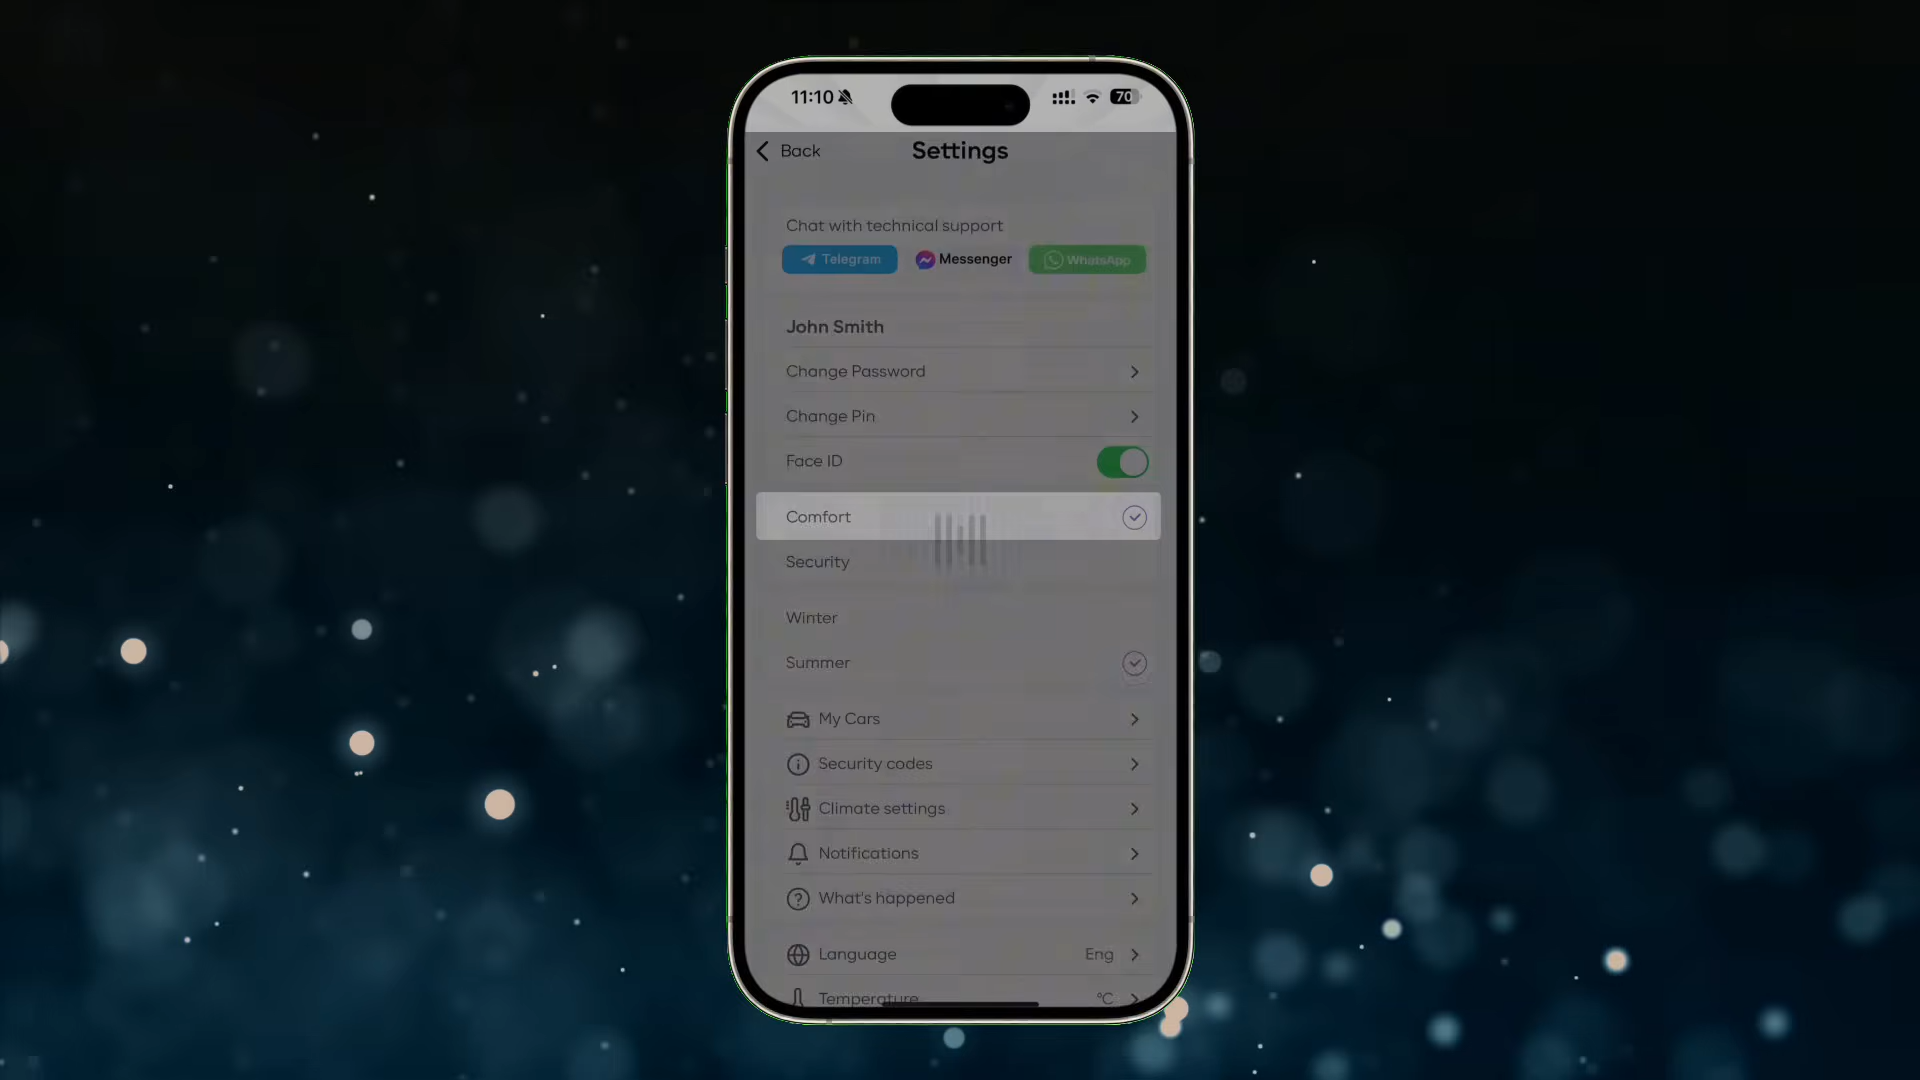 11:10 70
Back Settings
Chat with technical support
Telegram Messenger WhatsApp
John Smith
Change Password
Change Pin
Face ID
Comfort
Security
Winter
Summer
My Cars
Security codes
Climate settings
Notifications
What's happened
Language Eng
Temperature °C